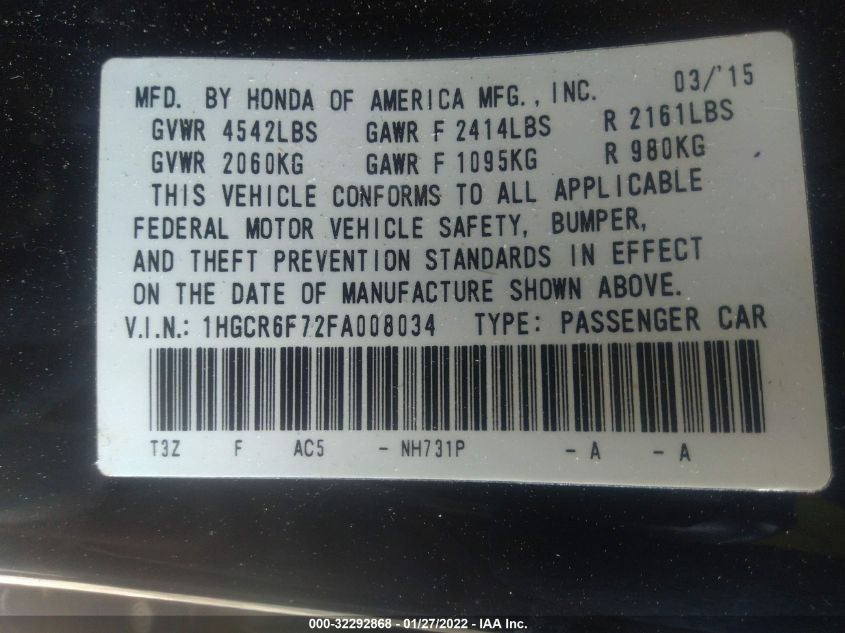 MFD. BY HONDA OF AMERICA MFG., INC. 03/'15
GVWR 4542LBS GAWR F 2414LBS R 2161LBS
GVWR 2060KG GAWR F 1095KG R 980KG
THIS VEHICLE CONFORMS TO ALL APPLICABLE
FEDERAL MOTOR VEHICLE SAFETY, BUMPER,
AND THEFT PREVENTION STANDARDS IN EFFECT
ON THE DATE OF MANUFACTURE SHOWN ABOVE.
V.I.N.: 1HGCR6F72FA008034 TYPE: PASSENGER CAR
T3Z F AC5 - NH731P - A - A
000-32292868 - 01/27/2022 - IAA Inc.